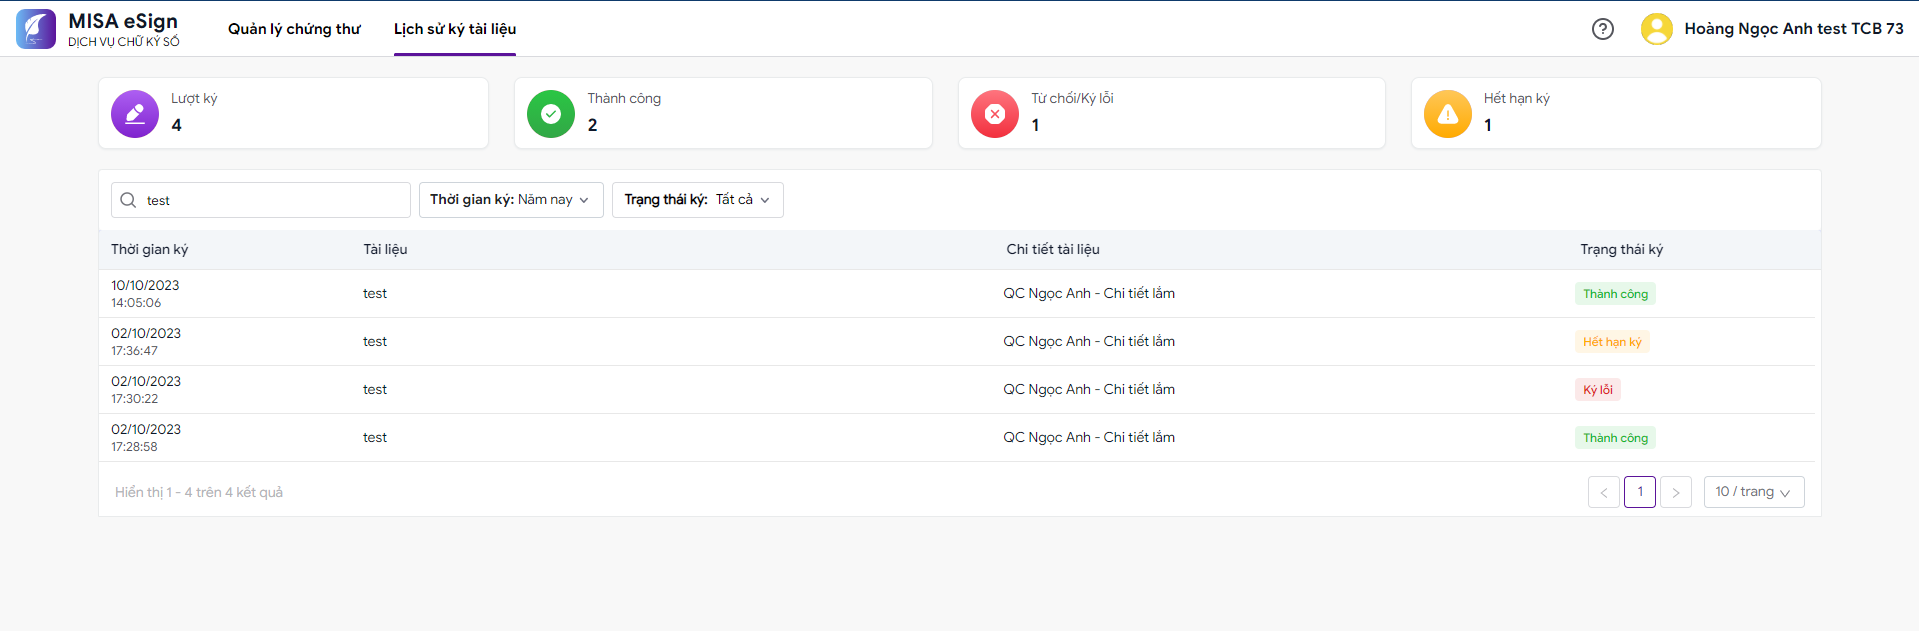 MISA eSign
DỊCH VỤ CHỮ KÝ SỐ
Quản lý chứng thư
Lịch sử ký tài liệu
Hoàng Ngọc Anh test TCB 73
Lượt ký
4
Thành công
2
Từ chối/Ký lỗi
1
Hết hạn ký
1
test
Thời gian ký: Năm nay
Trạng thái ký: Tất cả
Thời gian ký Tài liệu Chi tiết tài liệu Trạng thái ký
10/10/2023
14:05:06
test
QC Ngọc Anh - Chi tiết lắm
Thành công
02/10/2023
17:36:47
test
QC Ngọc Anh - Chi tiết lắm
Hết hạn ký
02/10/2023
17:30:22
test
QC Ngọc Anh - Chi tiết lắm
Ký lỗi
02/10/2023
17:28:58
test
QC Ngọc Anh - Chi tiết lắm
Thành công
Hiển thị 1 - 4 trên 4 kết quả
< 1 > 10 / trang